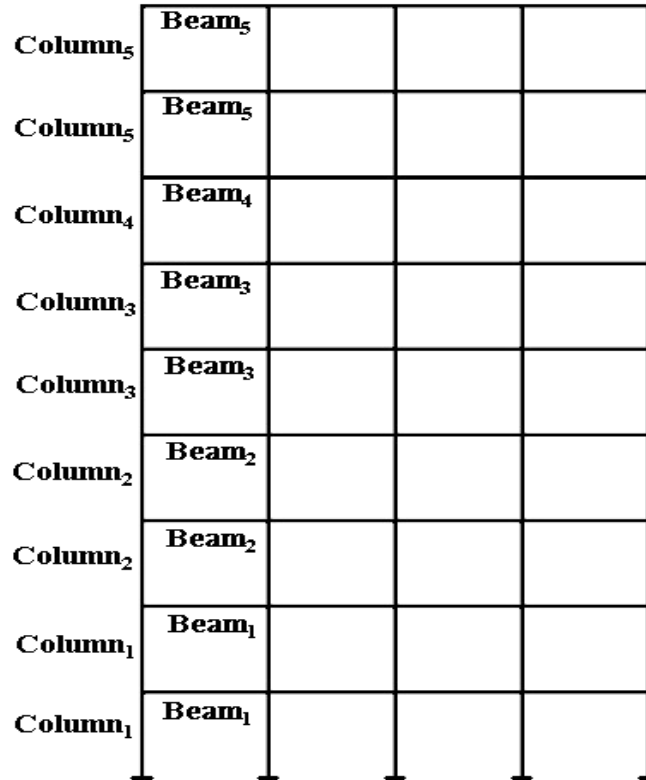 Beam₅
Column₅
Beam₅
Column₅
Beam₄
Column₄
Beam₃
Column₃
Beam₃
Column₃
Beam₂
Column₂
Beam₂
Column₂
Beam₁
Column₁
Beam₁
Column₁